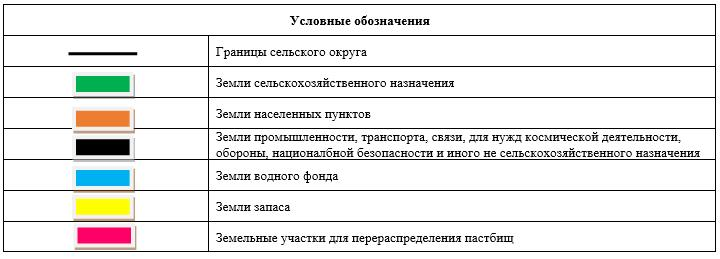 Условные обозначения
Границы сельского округа
Земли сельскохозяйственного назначения
Земли населенных пунктов
Земли промышленности, транспорта, связи, для нужд космической деятельности,
обороны, националбной безопасности и иного не сельскохозяйственного назначения
Земли водного фонда
Земли запаса
Земельные участки для перераспределения пастбищ